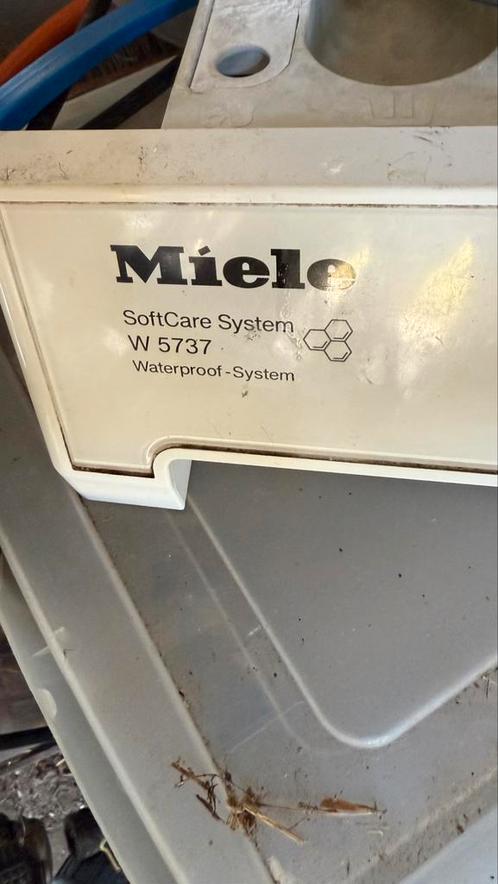 Miele
SoftCare System
W 5737
Waterproof-System